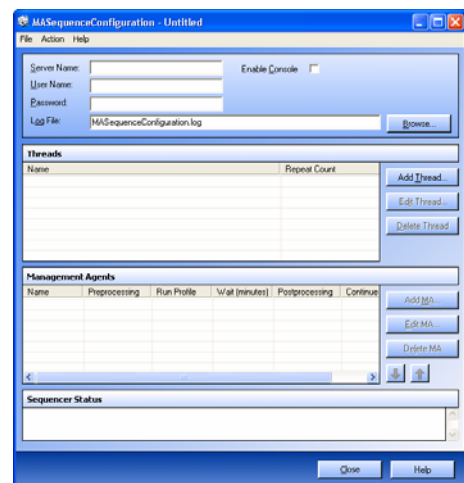 MASequenceConfiguration - Untitled
File Action Help
Server Name:
Enable Console
User Name:
Password:
Log File:
MASequenceConfiguration.log
Browse...
Threads
Name Repeat Count
Add Thread...
Edit Thread...
Delete Thread
Management Agents
Name Preprocessing Run Profile Wait (minutes) Postprocessing Continue
Add MA...
Edit MA...
Delete MA
Sequencer Status
Close Help